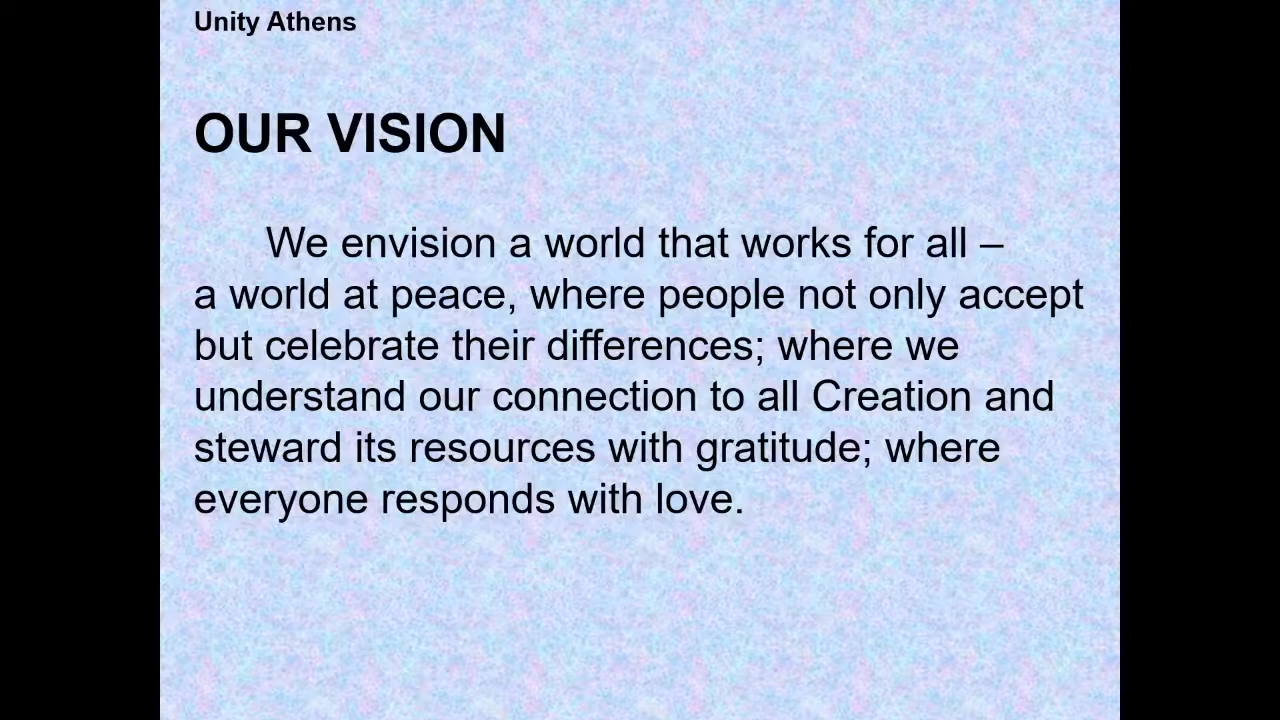 Unity Athens
OUR VISION
We envision a world that works for all –
a world at peace, where people not only accept
but celebrate their differences; where we
understand our connection to all Creation and
steward its resources with gratitude; where
everyone responds with love.